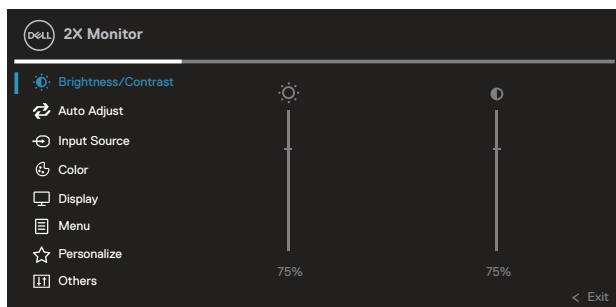 DELL
2X Monitor
Brightness/Contrast
Auto Adjust
Input Source
Color
Display
Menu
Personalize
Others
75%
75%
< Exit